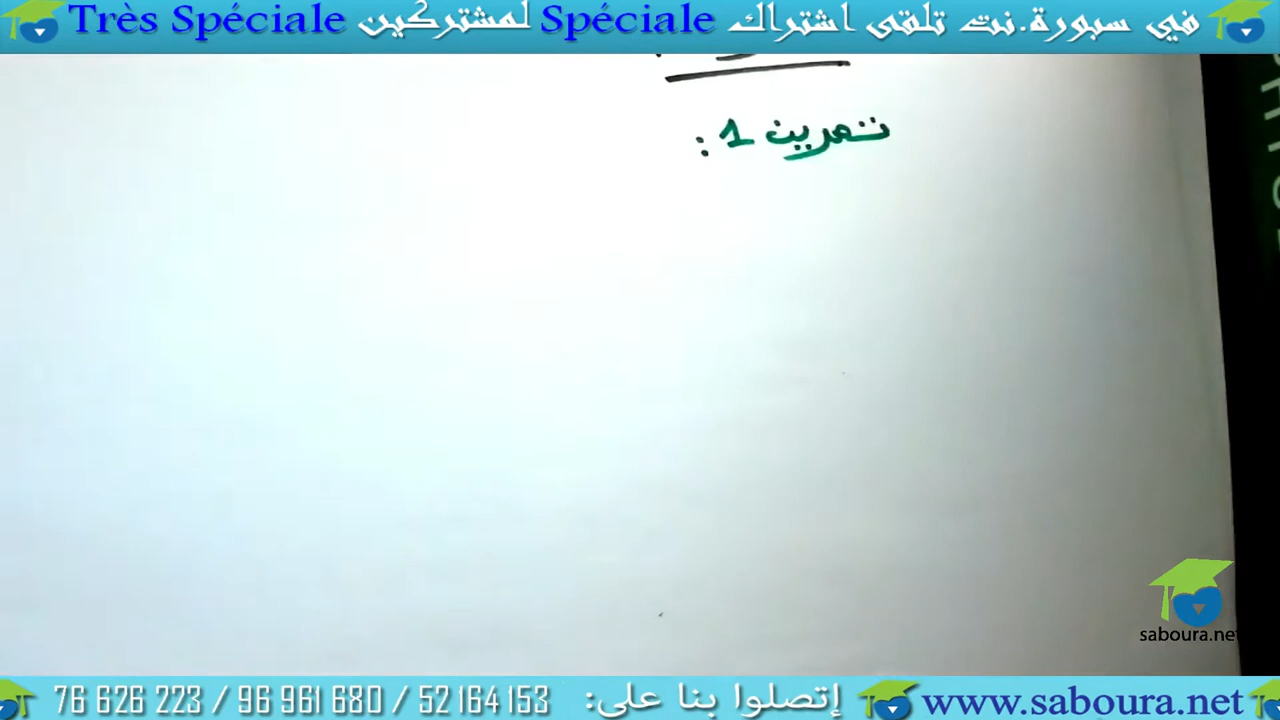 في سبورة.نت تلقى اشتراك Spéciale لمشتركين Très Spéciale
تمرين 1 :
saboura.net
76 626 223 / 96 961 680 / 52 164 153 إتصلوا بنا على: www.saboura.net